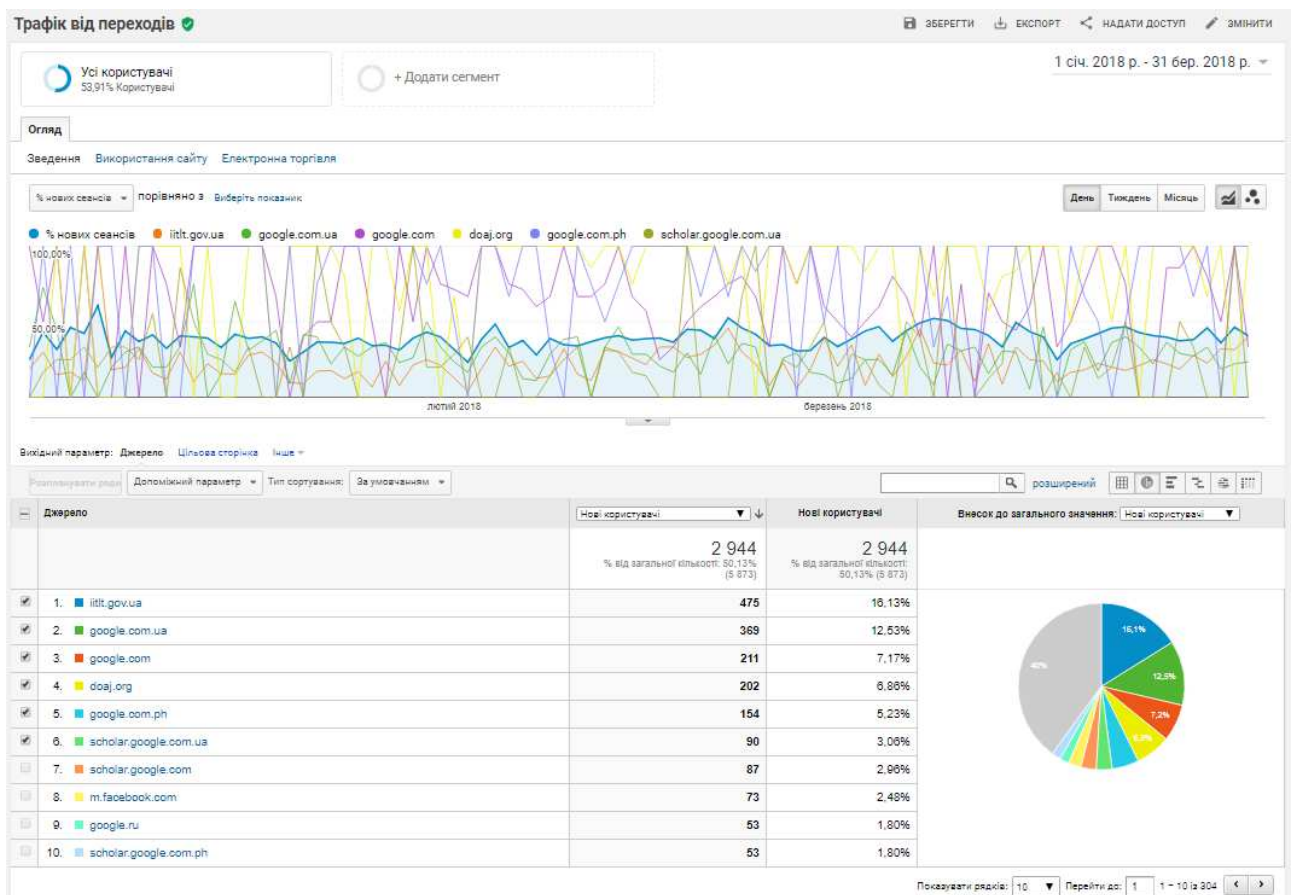 Трафік від переходів
ЗБЕРЕГТИ ЕКСПОРТ НАДАТИ ДОСТУП ЗМІНИТИ
Усі користувачі
53,91% Користувачі
+ Додати сегмент
1 січ. 2018 р. - 31 бер. 2018 р.
Огляд
Зведення Використання сайту Електронна торгівля
% нових сеансів порівняно з Виберіть показник
День Тиждень Місяць
% нових сеансів iitlt.gov.ua google.com.ua google.com doaj.org google.com.ph scholar.google.com.ua
100,00%
50,00%
лютий 2018 березень 2018
Вихідний параметр: Джерело Цільова сторінка Інше
Допоміжний параметр Тип сортування: За умовчанням
розширений
Джерело Нові користувачі Нові користувачі Внесок до загального значення: Нові користувачі
2 944 2 944
% від загальної кількості: 50,13% (5 873) % від загальної кількості: 50,13% (5 873)
1. iitlt.gov.ua 475 16,13%
2. google.com.ua 369 12,53%
3. google.com 211 7,17%
4. doaj.org 202 6,86%
5. google.com.ph 154 5,23%
6. scholar.google.com.ua 90 3,06%
7. scholar.google.com 87 2,96%
8. m.facebook.com 73 2,48%
9. google.ru 53 1,80%
10. scholar.google.com.ph 53 1,80%
16,1%
12,5%
7,2%
40%
Показувати рядків: 10 Перейти до: 1 1 – 10 із 304